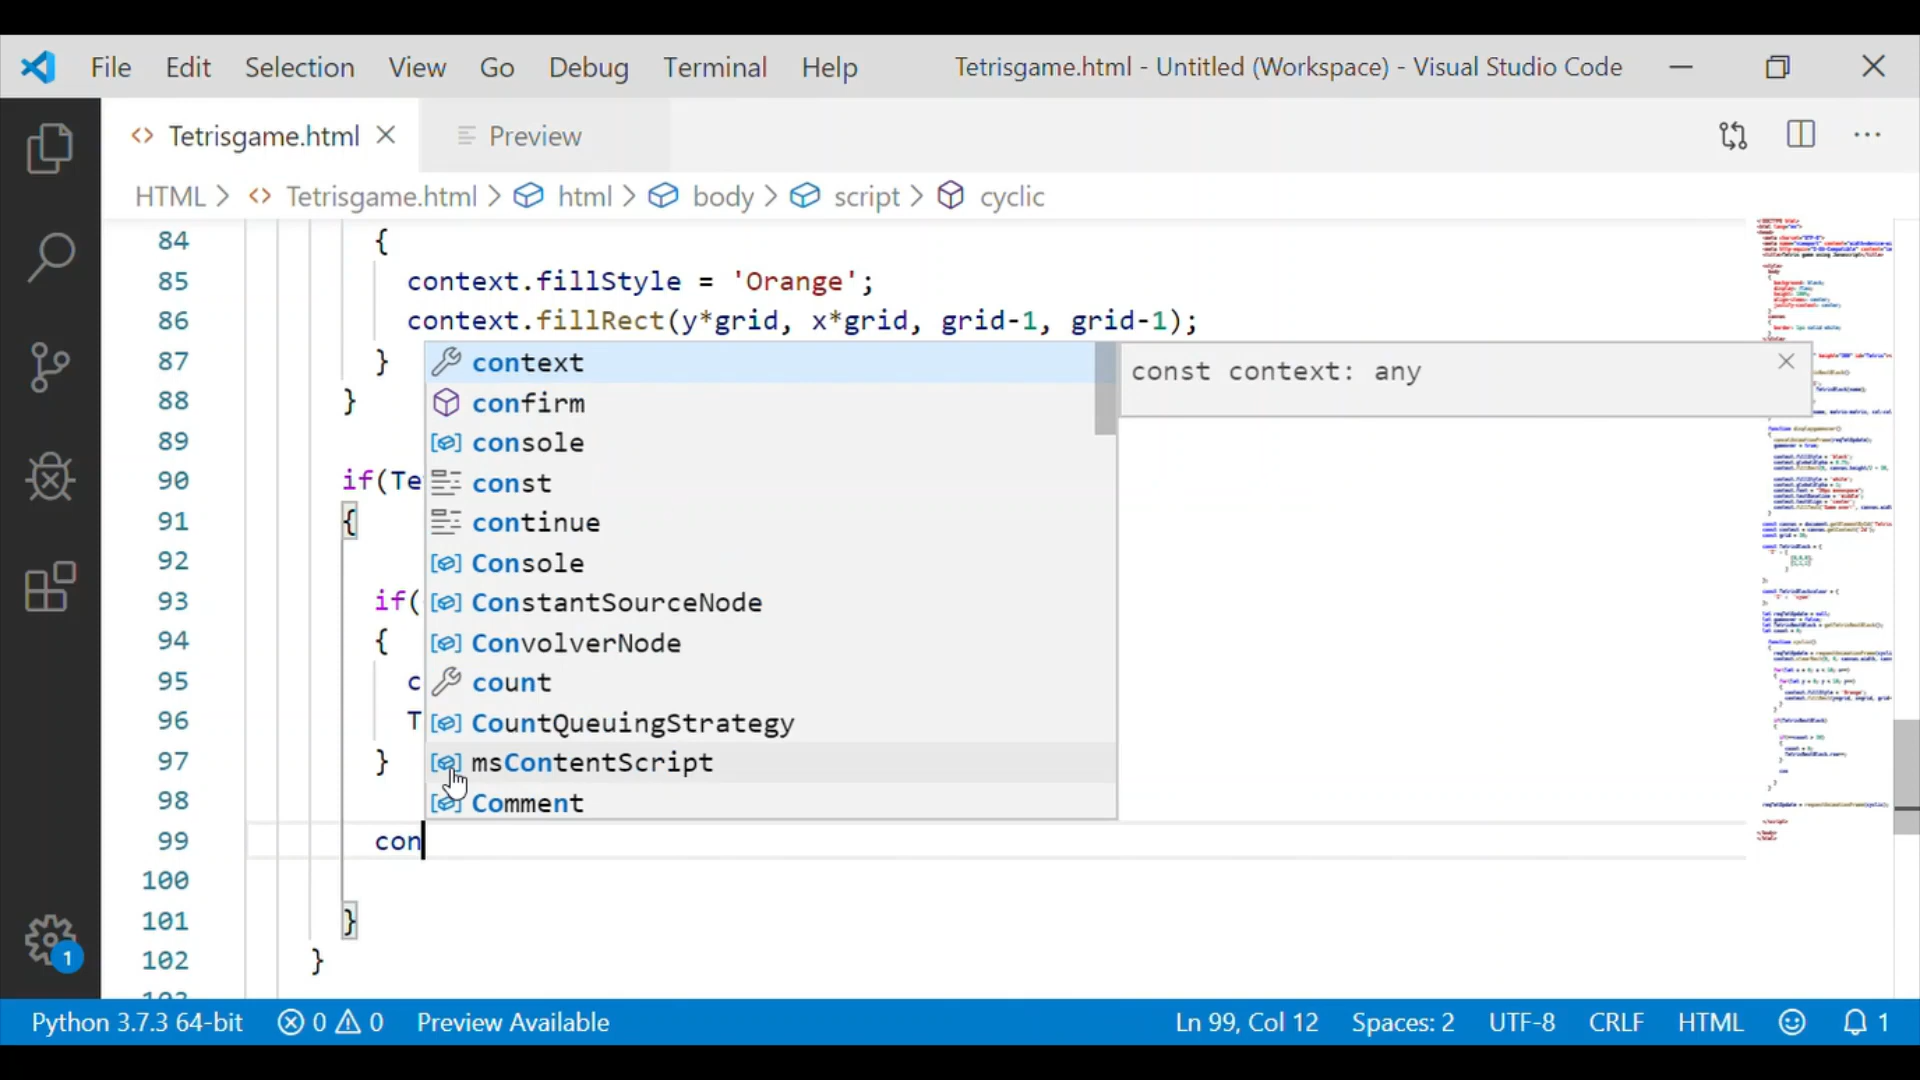 File Edit Selection View Go Debug Terminal Help Tetrisgame.html - Untitled (Workspace) - Visual Studio Code
Tetrisgame.html Preview
HTML > Tetrisgame.html > html > body > script > cyclic
84 {
85 context.fillStyle = 'Orange';
86 context.fillRect(y*grid, x*grid, grid-1, grid-1);
87 }
88 }
89
90 if(Te
91 {
92
93 if(
94 {
95 c
96 T
97 }
98
99 con
100
101 }
102 }
context
confirm
console
const
continue
Console
ConstantSourceNode
ConvolverNode
count
CountQueuingStrategy
msContentScript
Comment
const context: any
1
Python 3.7.3 64-bit 0 0 Preview Available Ln 99, Col 12 Spaces: 2 UTF-8 CRLF HTML 1